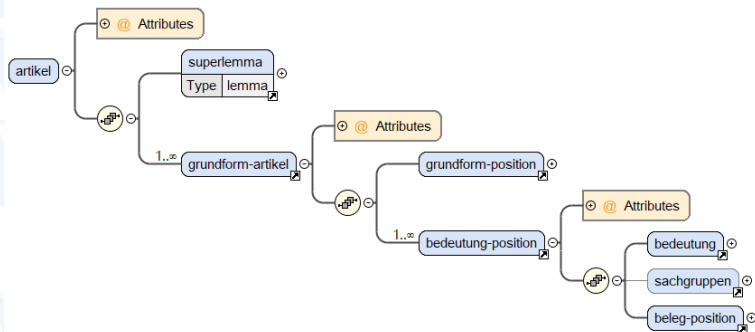 @ Attributes
artikel
superlemma
Type lemma
1..∞ grundform-artikel
@ Attributes
grundform-position
1..∞ bedeutung-position
@ Attributes
bedeutung
sachgruppen
beleg-position